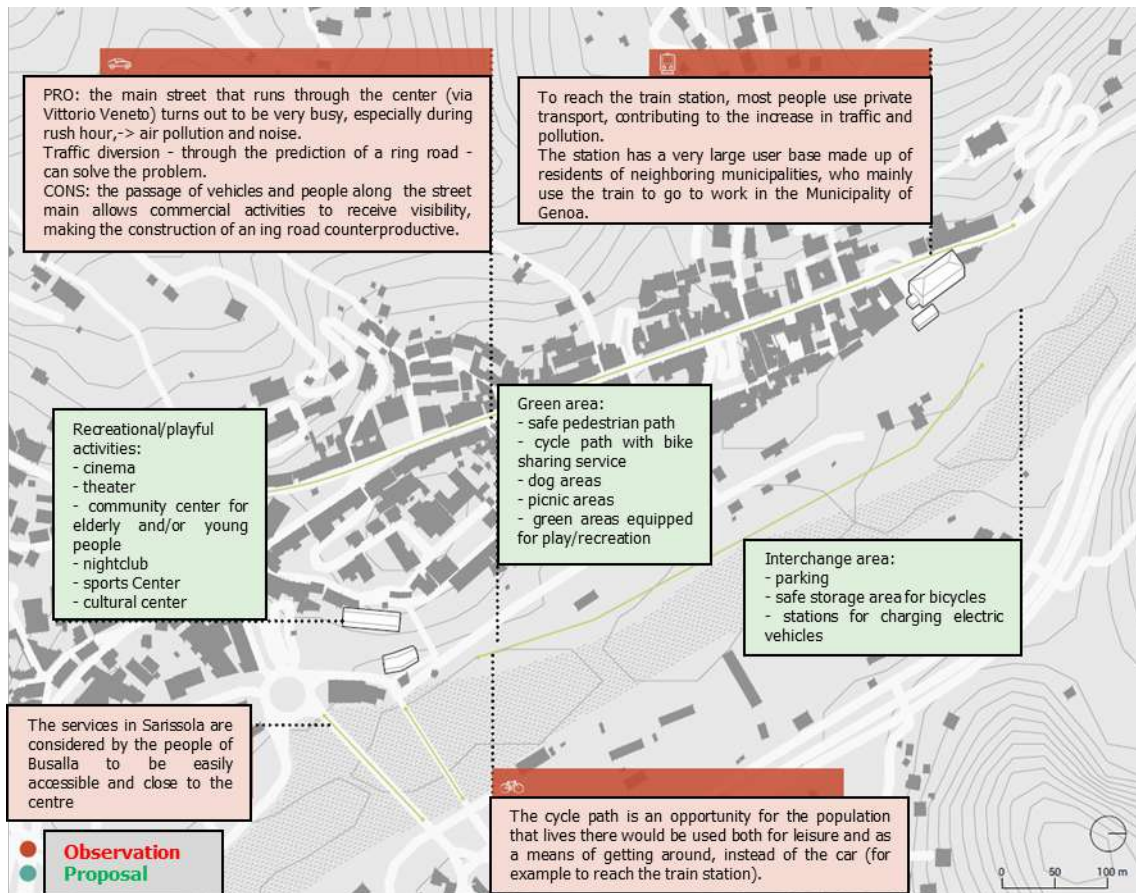 PRO: the main street that runs through the center (via
Vittorio Veneto) turns out to be very busy, especially during
rush hour,-> air pollution and noise.
Traffic diversion - through the prediction of a ring road -
can solve the problem.
CONS: the passage of vehicles and people along the street
main allows commercial activities to receive visibility,
making the construction of an ing road counterproductive.
To reach the train station, most people use private
transport, contributing to the increase in traffic and
pollution.
The station has a very large user base made up of
residents of neighboring municipalities, who mainly
use the train to go to work in the Municipality of
Genoa.
Recreational/playful
activities:
- cinema
- theater
- community center for
elderly and/or young
people
- nightclub
- sports Center
- cultural center
Green area:
- safe pedestrian path
- cycle path with bike
sharing service
- dog areas
- picnic areas
- green areas equipped
for play/recreation
Interchange area:
- parking
- safe storage area for bicycles
- stations for charging electric
vehicles
The services in Sarissola are
considered by the people of
Busalla to be easily
accessible and close to the
centre
The cycle path is an opportunity for the population
that lives there would be used both for leisure and as
a means of getting around, instead of the car (for
example to reach the train station).
Observation
Proposal
0 50 100 m